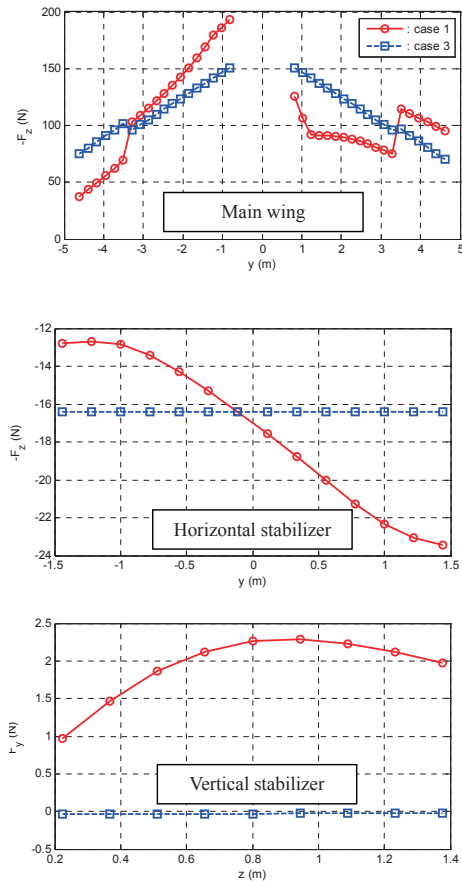 200
150
100
50
0
-Fz (N)
: case 1
: case 3
Main wing
-5 -4 -3 -2 -1 0 1 2 3 4 5
y (m)
-12
-14
-16
-18
-20
-22
-24
-Fz (N)
Horizontal stabilizer
-1.5 -1 -0.5 0 0.5 1 1.5
y (m)
2.5
2
1.5
1
0.5
0
-0.5
Fy (N)
Vertical stabilizer
0.2 0.4 0.6 0.8 1 1.2 1.4
z (m)